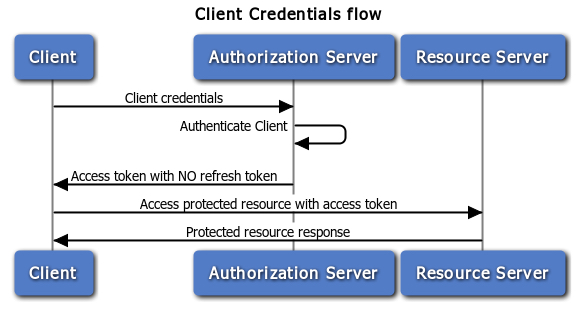 Client Credentials flow
Client
Authorization Server
Resource Server
Client credentials
Authenticate Client
Access token with NO refresh token
Access protected resource with access token
Protected resource response
Client
Authorization Server
Resource Server